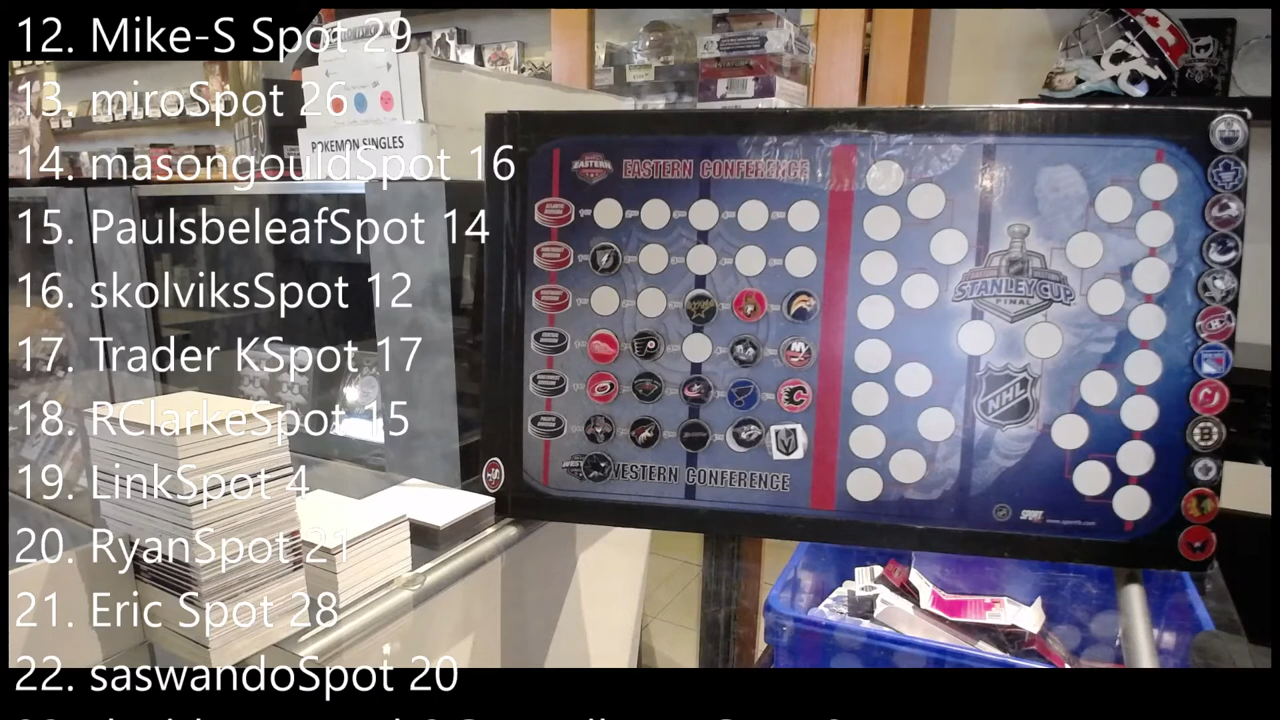 12. Mike-S Spot 29
13. miroSpot 26
14. masongouldSpot 16
15. PaulsbeleafSpot 14
16. skolviksSpot 12
17. Trader KSpot 17
18. RClarkeSpot 15
19. LinkSpot 4
20. RyanSpot 21
21. Eric Spot 28
22. saswandoSpot 20
POKEMON SINGLES
EASTERN
EASTERN CONFERENCE
WESTERN CONFERENCE
STANLEY CUP
FINAL
NHL